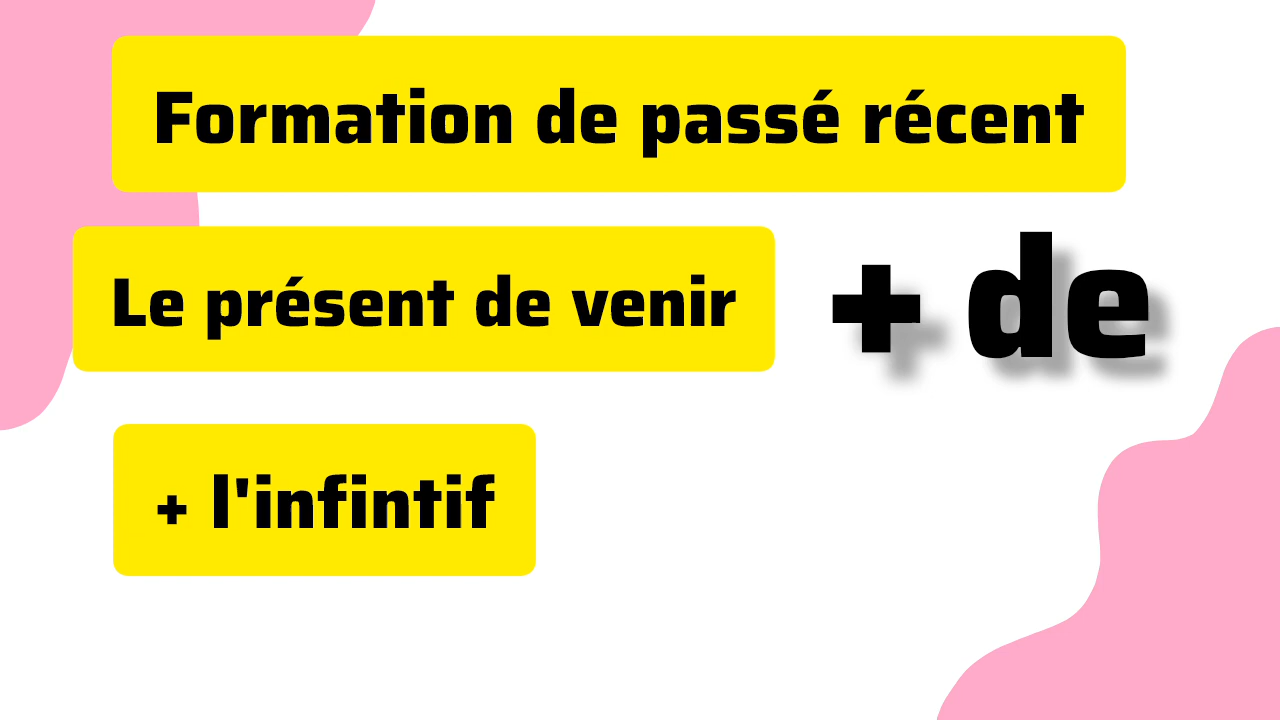 Formation de passé récent
Le présent de venir + de
+ l'infintif